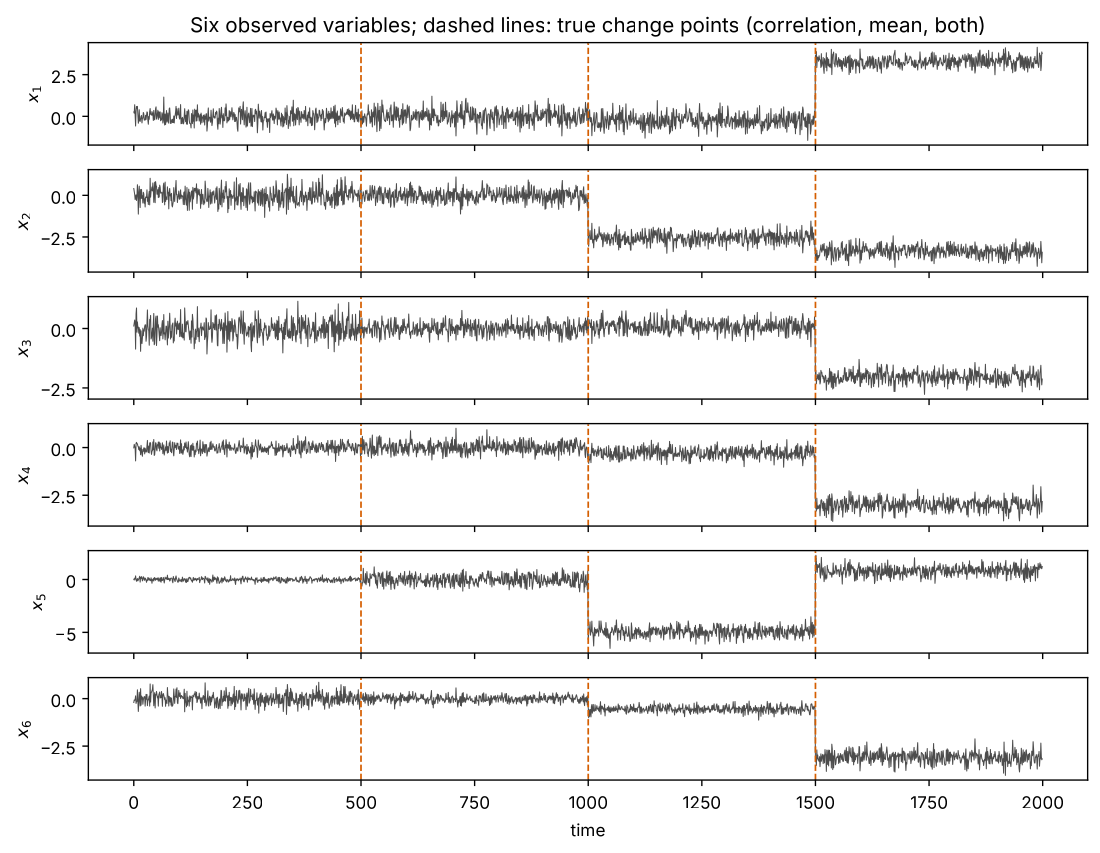 Six observed variables; dashed lines: true change points (correlation, mean, both)
2.5
0.0
x₁
0.0
−2.5
x₂
0.0
−2.5
x₃
0.0
−2.5
x₄
0
−5
x₅
0.0
−2.5
x₆
0 250 500 750 1000 1250 1500 1750 2000
time